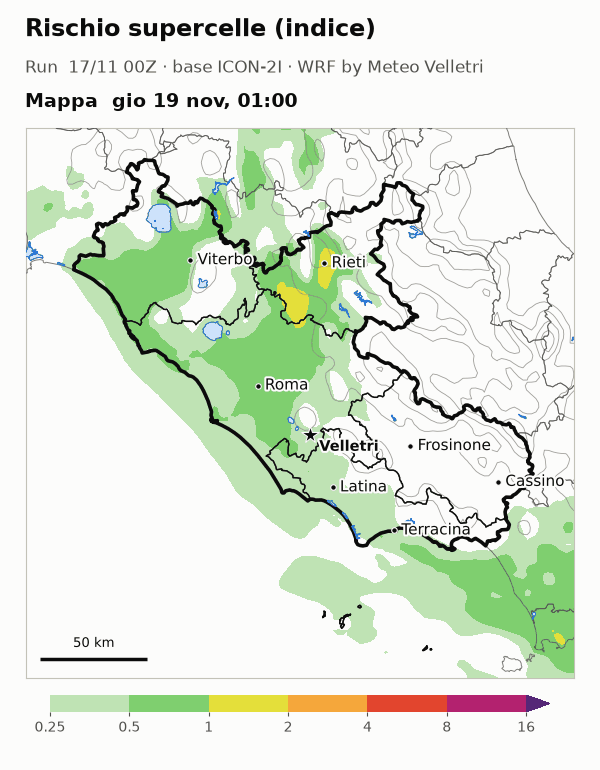 Rischio supercelle (indice)
Run  17/11 00Z · base ICON-2I · WRF by Meteo Velletri
Mappa  gio 19 nov, 01:00
Viterbo
Rieti
Roma
Velletri
Frosinone
Cassino
Latina
Terracina
50 km
0.25 0.5 1 2 4 8 16